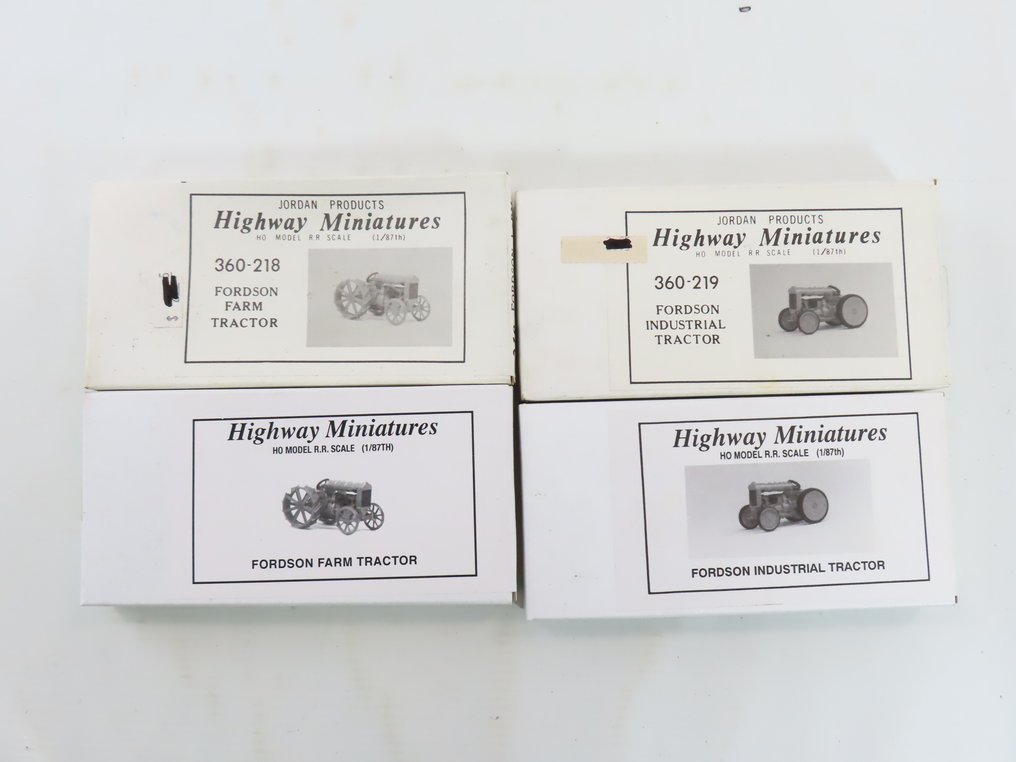 JORDAN PRODUCTS
Highway Miniatures
HO MODEL R.R. SCALE (1/87th)
360-218
FORDSON
FARM
TRACTOR
$
JORDAN PRODUCTS
Highway Miniatures
HO MODEL R.R. SCALE (1/87th)
360-219
FORDSON
INDUSTRIAL
TRACTOR
Highway Miniatures
HO MODEL R.R. SCALE (1/87TH)
FORDSON FARM TRACTOR
Highway Miniatures
HO MODEL R.R. SCALE (1/87th)
FORDSON INDUSTRIAL TRACTOR